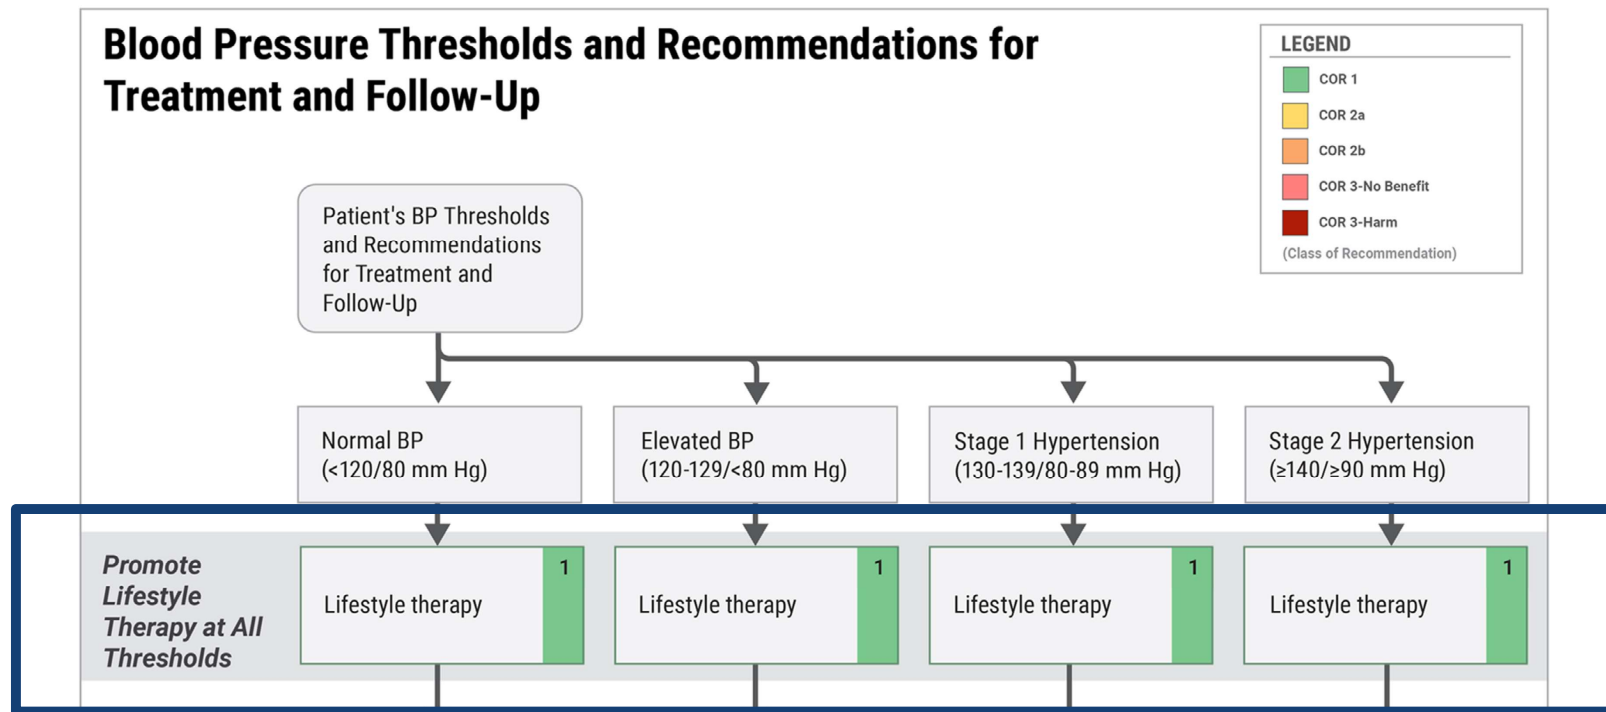 Blood Pressure Thresholds and Recommendations for
Treatment and Follow-Up
LEGEND
COR 1
COR 2a
COR 2b
COR 3-No Benefit
COR 3-Harm
(Class of Recommendation)
Patient's BP Thresholds
and Recommendations
for Treatment and
Follow-Up
Normal BP
(<120/80 mm Hg)
Elevated BP
(120-129/<80 mm Hg)
Stage 1 Hypertension
(130-139/80-89 mm Hg)
Stage 2 Hypertension
(≥140/≥90 mm Hg)
Promote
Lifestyle
Therapy at All
Thresholds
Lifestyle therapy
1
Lifestyle therapy
1
Lifestyle therapy
1
Lifestyle therapy
1